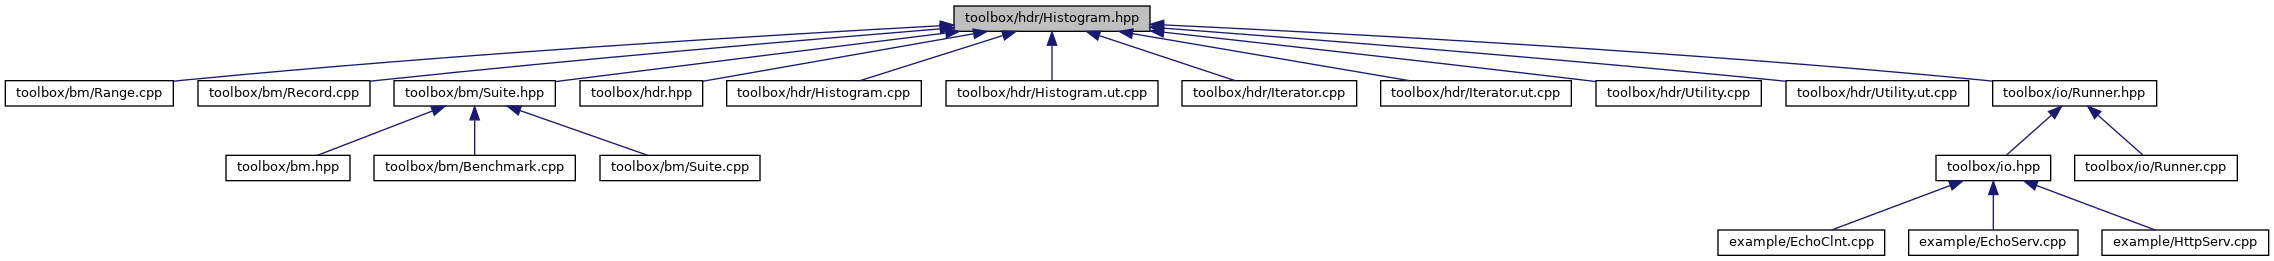 toolbox/hdr/Histogram.hpp
toolbox/bm/Range.cpp
toolbox/bm/Record.cpp
toolbox/bm/Suite.hpp
toolbox/hdr.hpp
toolbox/hdr/Histogram.cpp
toolbox/hdr/Histogram.ut.cpp
toolbox/hdr/Iterator.cpp
toolbox/hdr/Iterator.ut.cpp
toolbox/hdr/Utility.cpp
toolbox/hdr/Utility.ut.cpp
toolbox/io/Runner.hpp
toolbox/bm.hpp
toolbox/bm/Benchmark.cpp
toolbox/bm/Suite.cpp
toolbox/io.hpp
toolbox/io/Runner.cpp
example/EchoClnt.cpp
example/EchoServ.cpp
example/HttpServ.cpp